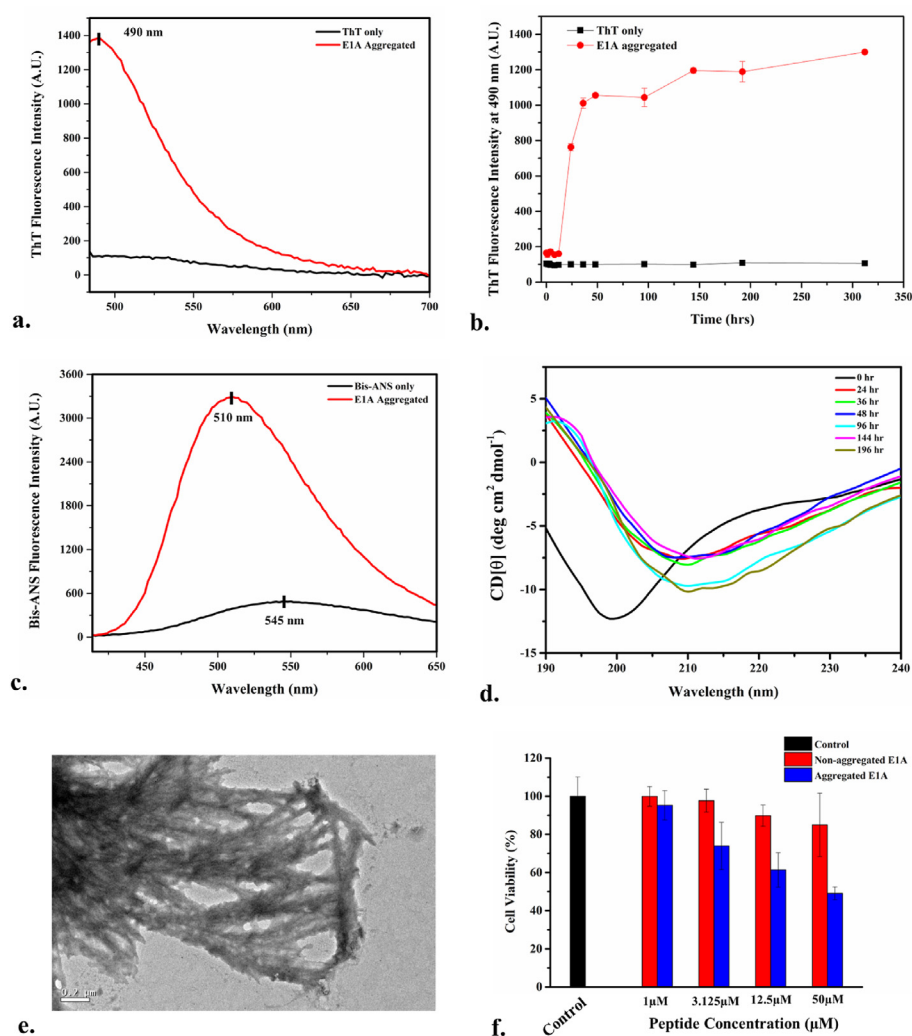 1400
1200
1000
800
600
400
200
0
ThT Fluorescence Intensity (A.U.)
490 nm
ThT only
E1A Aggregated
500
550
600
650
700
Wavelength (nm)
a.
1400
1200
1000
800
600
400
200
0
ThT Fluorescence Intensity at 490 nm (A.U.)
ThT only
E1A aggregated
0
50
100
150
200
250
300
350
Time (hrs)
b.
3600
3000
2400
1800
1200
600
0
Bis-ANS Fluorescence Intensity (A.U.)
Bis-ANS only
E1A Aggregated
510 nm
545 nm
450
500
550
600
650
Wavelength (nm)
c.
5
0
-5
-10
-15
CD[θ] (deg cm² dmol⁻¹)
0 hr
24 hr
36 hr
48 hr
96 hr
144 hr
196 hr
190
200
210
220
230
240
Wavelength (nm)
d.
0.2 µm
e.
120
100
80
60
40
20
0
Cell Viability (%)
Control
Non-aggregated E1A
Aggregated E1A
Control
1µM
3.125µM
12.5µM
50µM
Peptide Concentration (µM)
f.